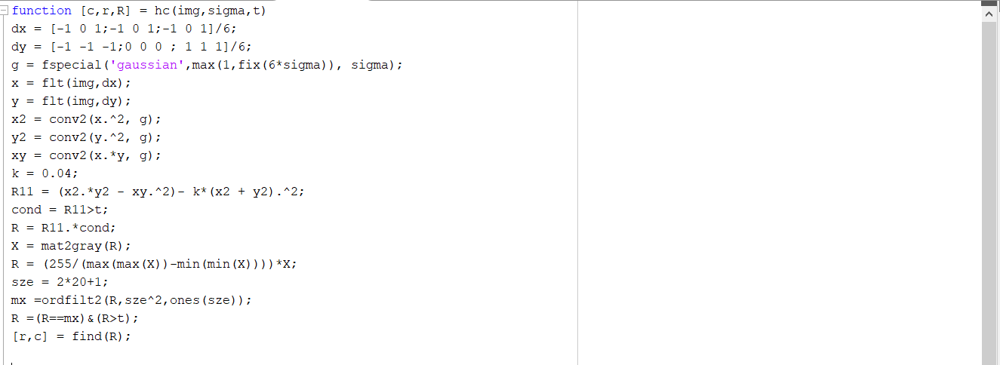 function [c,r,R] = hc(img,sigma,t)
dx = [-1 0 1;-1 0 1;-1 0 1]/6;
dy = [-1 -1 -1;0 0 0 ; 1 1 1]/6;
g = fspecial('gaussian',max(1,fix(6*sigma)), sigma);
x = flt(img,dx);
y = flt(img,dy);
x2 = conv2(x.^2, g);
y2 = conv2(y.^2, g);
xy = conv2(x.*y, g);
k = 0.04;
R11 = (x2.*y2 - xy.^2)- k*(x2 + y2).^2;
cond = R11>t;
R = R11.*cond;
X = mat2gray(R);
R = (255/(max(max(X))-min(min(X))))*X;
sze = 2*20+1;
mx =ordfilt2(R,sze^2,ones(sze));
R =(R==mx)&(R>t);
[r,c] = find(R);